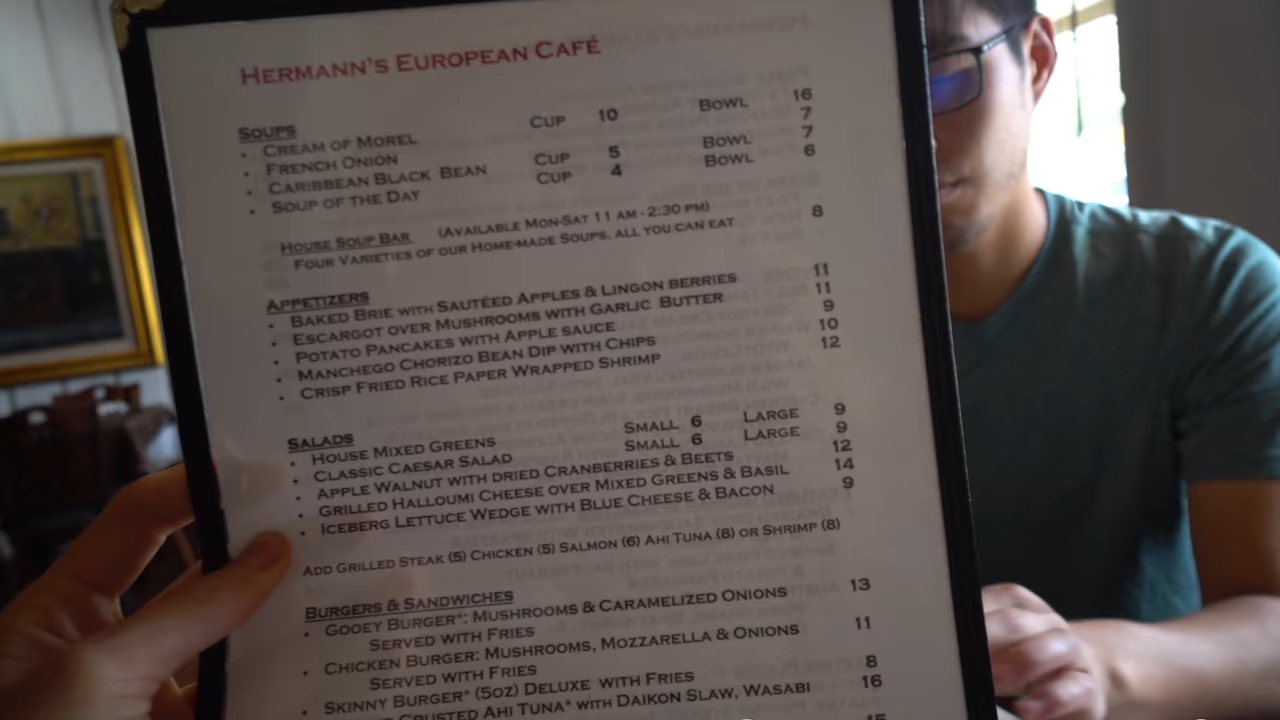 HERMANN'S EUROPEAN CAFÉ
SOUPS
• CREAM OF MOREL CUP 10 BOWL 16
• FRENCH ONION 7
• CARIBBEAN BLACK BEAN CUP 5 BOWL 7
• SOUP OF THE DAY CUP 4 BOWL 6
HOUSE SOUP BAR (AVAILABLE MON-SAT 11 AM - 2:30 PM) 8
FOUR VARIETIES OF OUR HOME-MADE SOUPS. ALL YOU CAN EAT
APPETIZERS
• BAKED BRIE WITH SAUTÉED APPLES & LINGON BERRIES 11
• ESCARGOT OVER MUSHROOMS WITH GARLIC BUTTER 11
• POTATO PANCAKES WITH APPLE SAUCE 9
• MANCHEGO CHORIZO BEAN DIP WITH CHIPS 10
• CRISP FRIED RICE PAPER WRAPPED SHRIMP 12
SALADS
• HOUSE MIXED GREENS SMALL 6 LARGE 9
• CLASSIC CAESAR SALAD SMALL 6 LARGE 9
• APPLE WALNUT WITH DRIED CRANBERRIES & BEETS 12
• GRILLED HALLOUMI CHEESE OVER MIXED GREENS & BASIL 14
• ICEBERG LETTUCE WEDGE WITH BLUE CHEESE & BACON 9
ADD GRILLED STEAK (5) CHICKEN (5) SALMON (6) AHI TUNA (8) OR SHRIMP (8)
BURGERS & SANDWICHES
• GOOEY BURGER*: MUSHROOMS & CARAMELIZED ONIONS 13
SERVED WITH FRIES
• CHICKEN BURGER: MUSHROOMS, MOZZARELLA & ONIONS 11
SERVED WITH FRIES
• SKINNY BURGER* (5OZ) DELUXE WITH FRIES 8
CRUSTED AHI TUNA* WITH DAIKON SLAW, WASABI 16